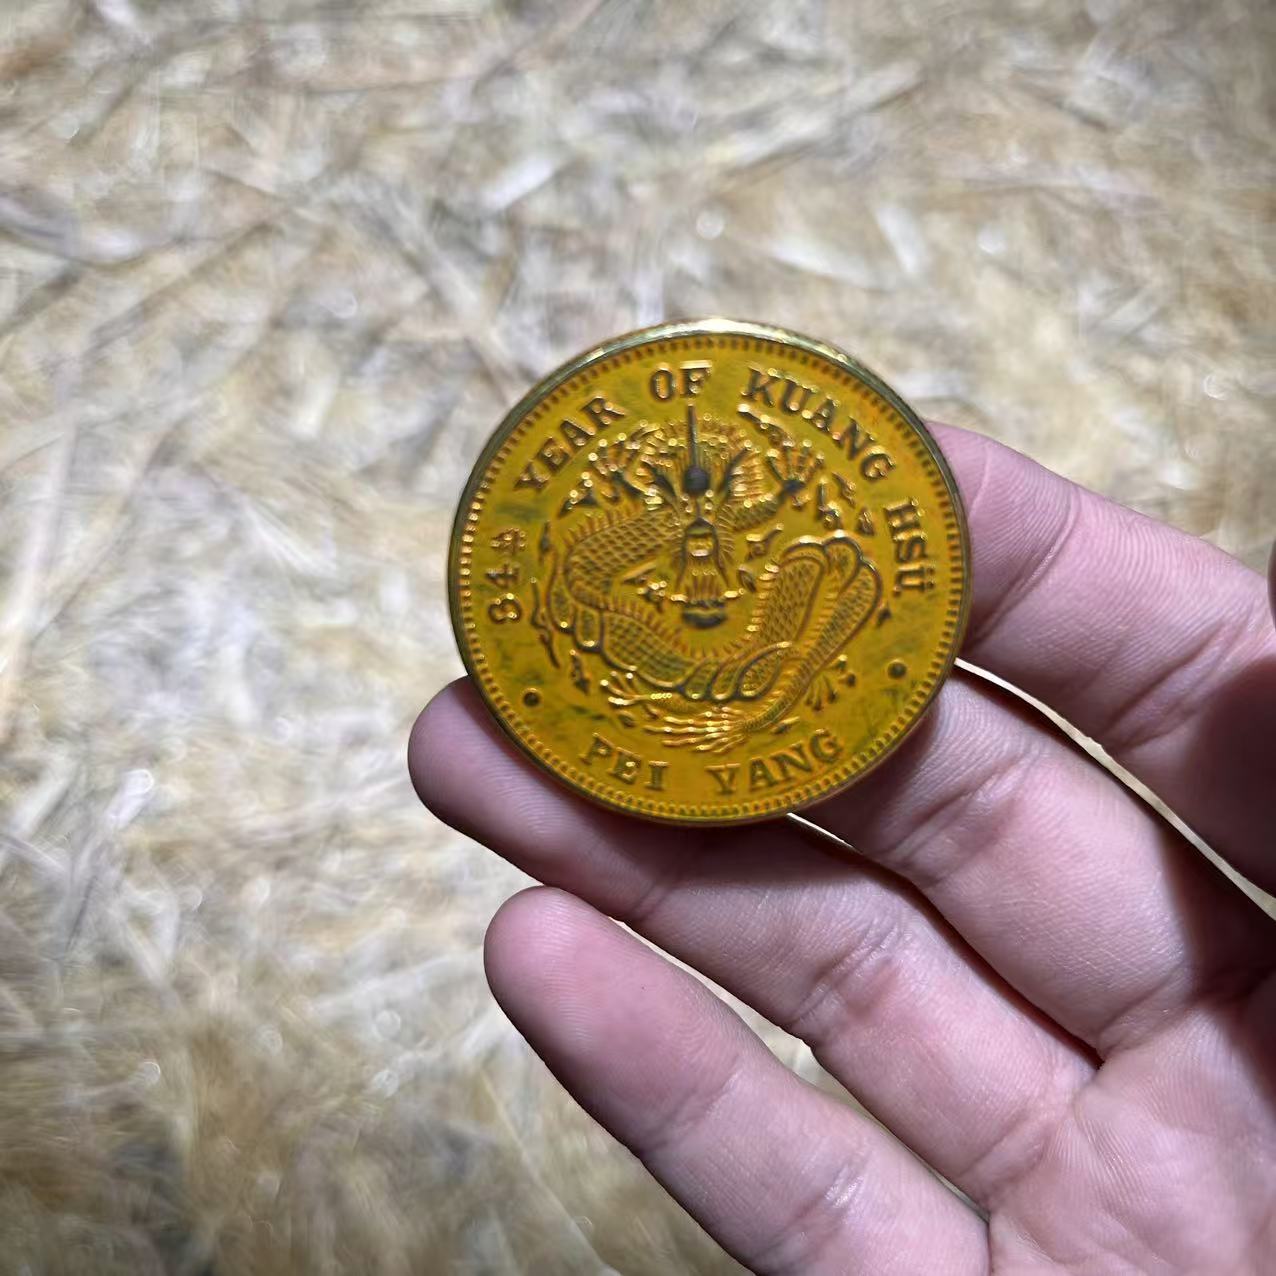 34th YEAR OF KUANG HSÜ
PEI YANG